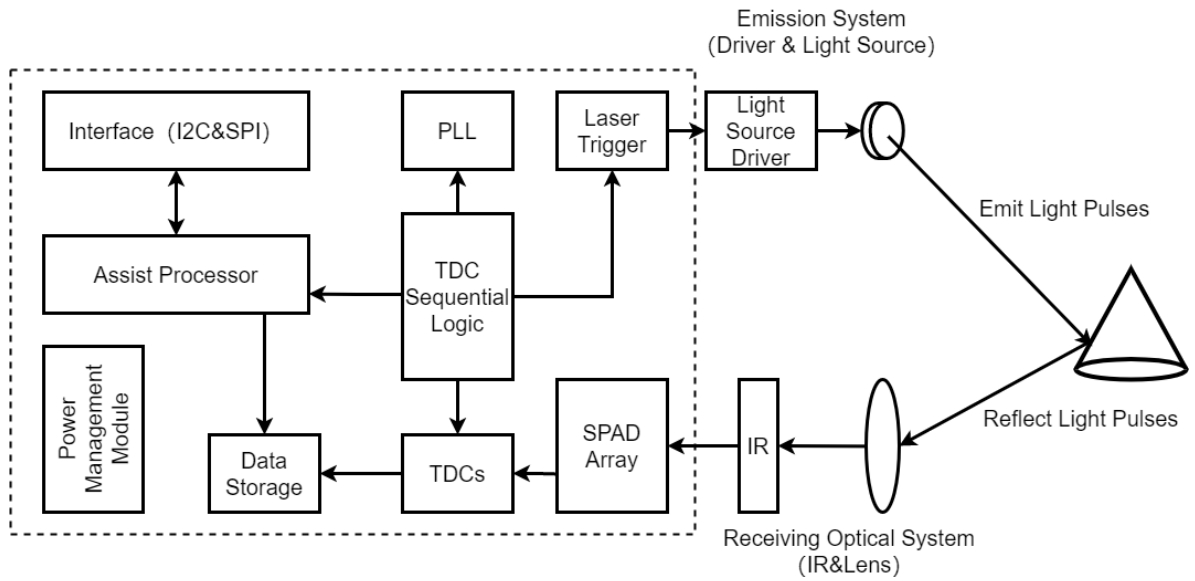 Emission System
(Driver & Light Source)
Interface（I2C&SPI）
PLL
Laser
Trigger
Light
Source
Driver
Emit Light Pulses
Assist Processor
TDC
Sequential
Logic
Power
Management
Module
Data
Storage
TDCs
SPAD
Array
IR
Reflect Light Pulses
Receiving Optical System
(IR&Lens)